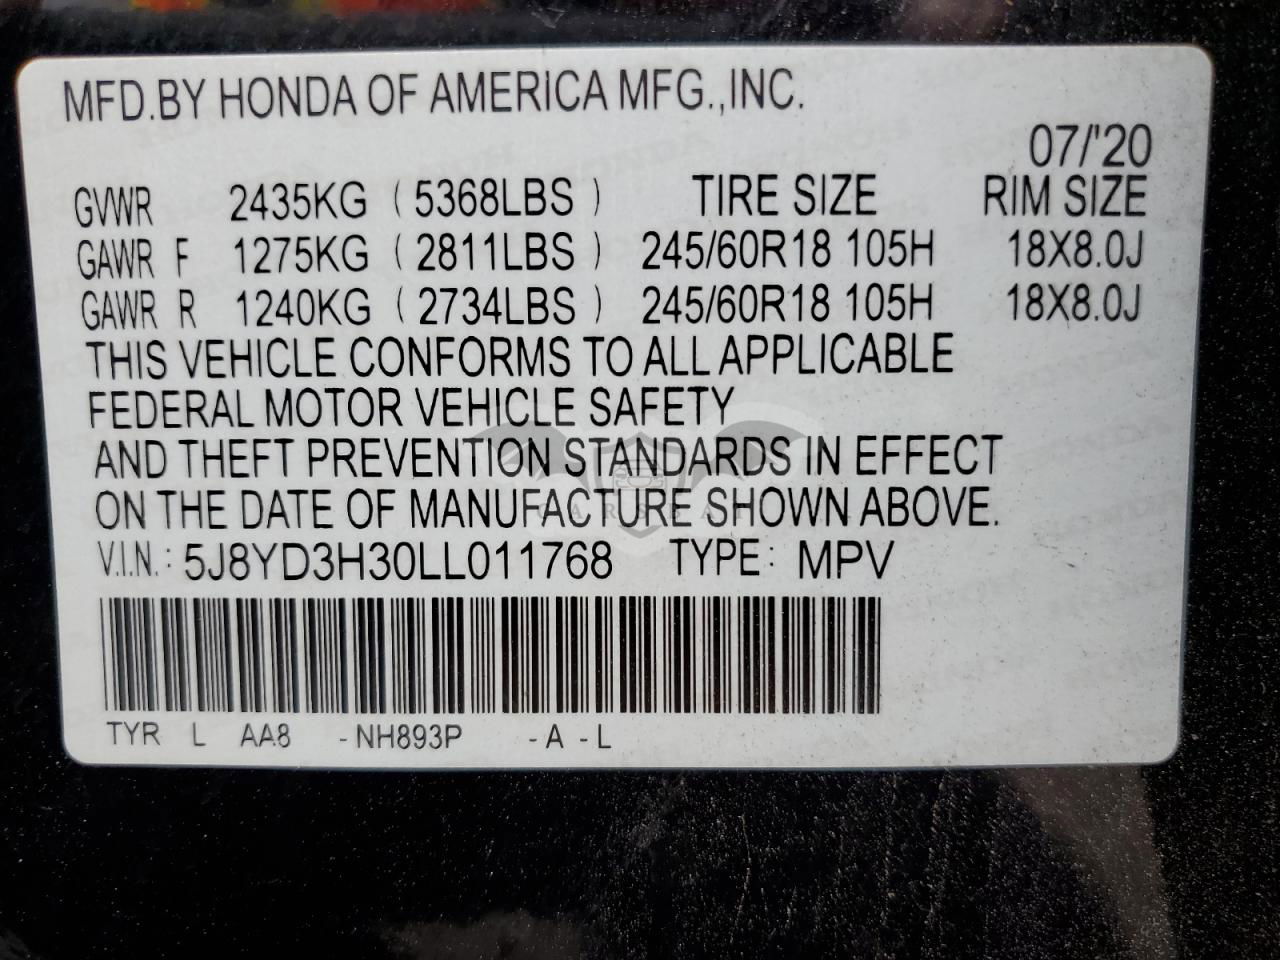 MFD.BY HONDA OF AMERICA MFG.,INC.
07/'20
GVWR 2435KG (5368LBS) TIRE SIZE RIM SIZE
GAWR F 1275KG (2811LBS) 245/60R18 105H 18X8.0J
GAWR R 1240KG (2734LBS) 245/60R18 105H 18X8.0J
THIS VEHICLE CONFORMS TO ALL APPLICABLE
FEDERAL MOTOR VEHICLE SAFETY
AND THEFT PREVENTION STANDARDS IN EFFECT
ON THE DATE OF MANUFACTURE SHOWN ABOVE.
V.I.N.: 5J8YD3H30LL011768 TYPE: MPV
TYR L AA8 -NH893P -A -L